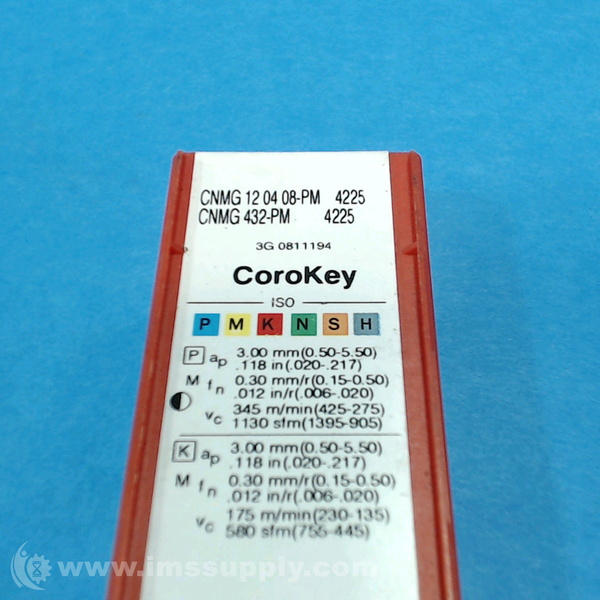 CNMG 12 04 08-PM 4225
CNMG 432-PM 4225
3G 0811194
CoroKey
ISO
P M K N S H
P ap 3.00 mm(0.50-5.50)
.118 in(.020-.217)
M fn 0.30 mm/r(0.15-0.50)
.012 in/r(.006-.020)
vc 345 m/min(425-275)
1130 sfm(1395-905)
K ap 3.00 mm(0.50-5.50)
.118 in(.020-.217)
M fn 0.30 mm/r(0.15-0.50)
.012 in/r(.006-.020)
vc 175 m/min(230-135)
580 sfm(755-445)
www.imssupply.com